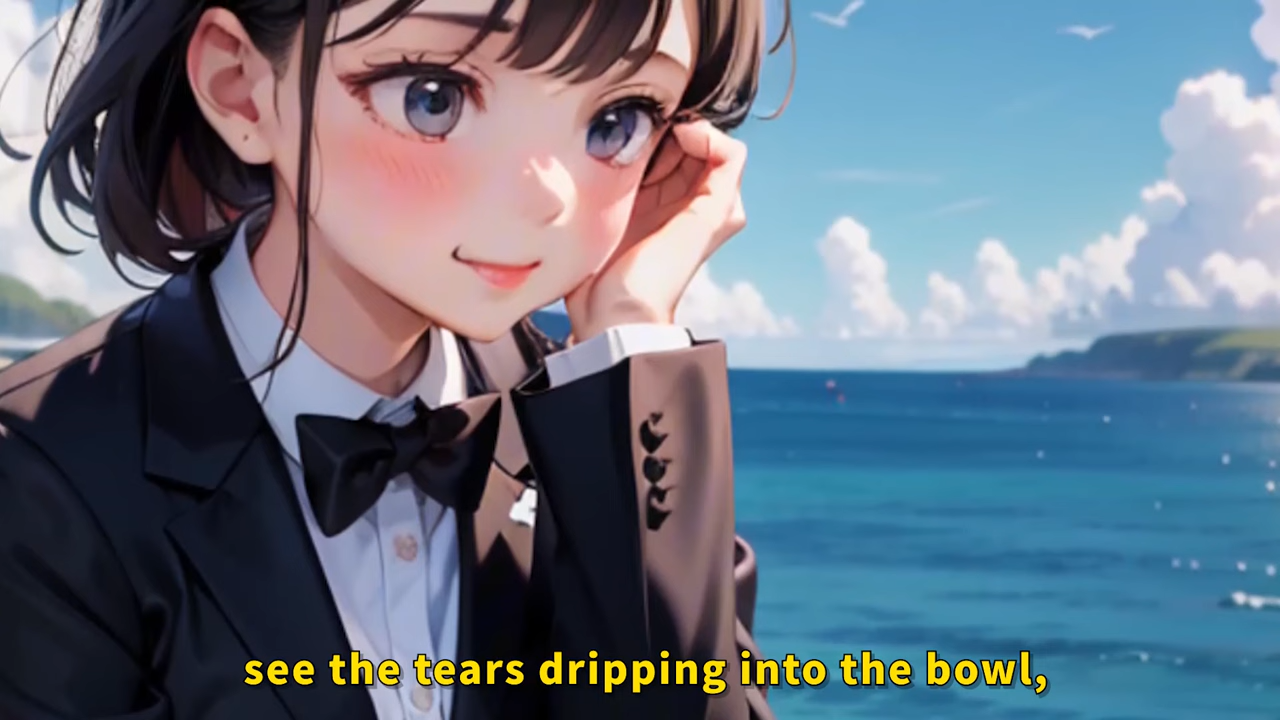 see the tears dripping into the bowl,